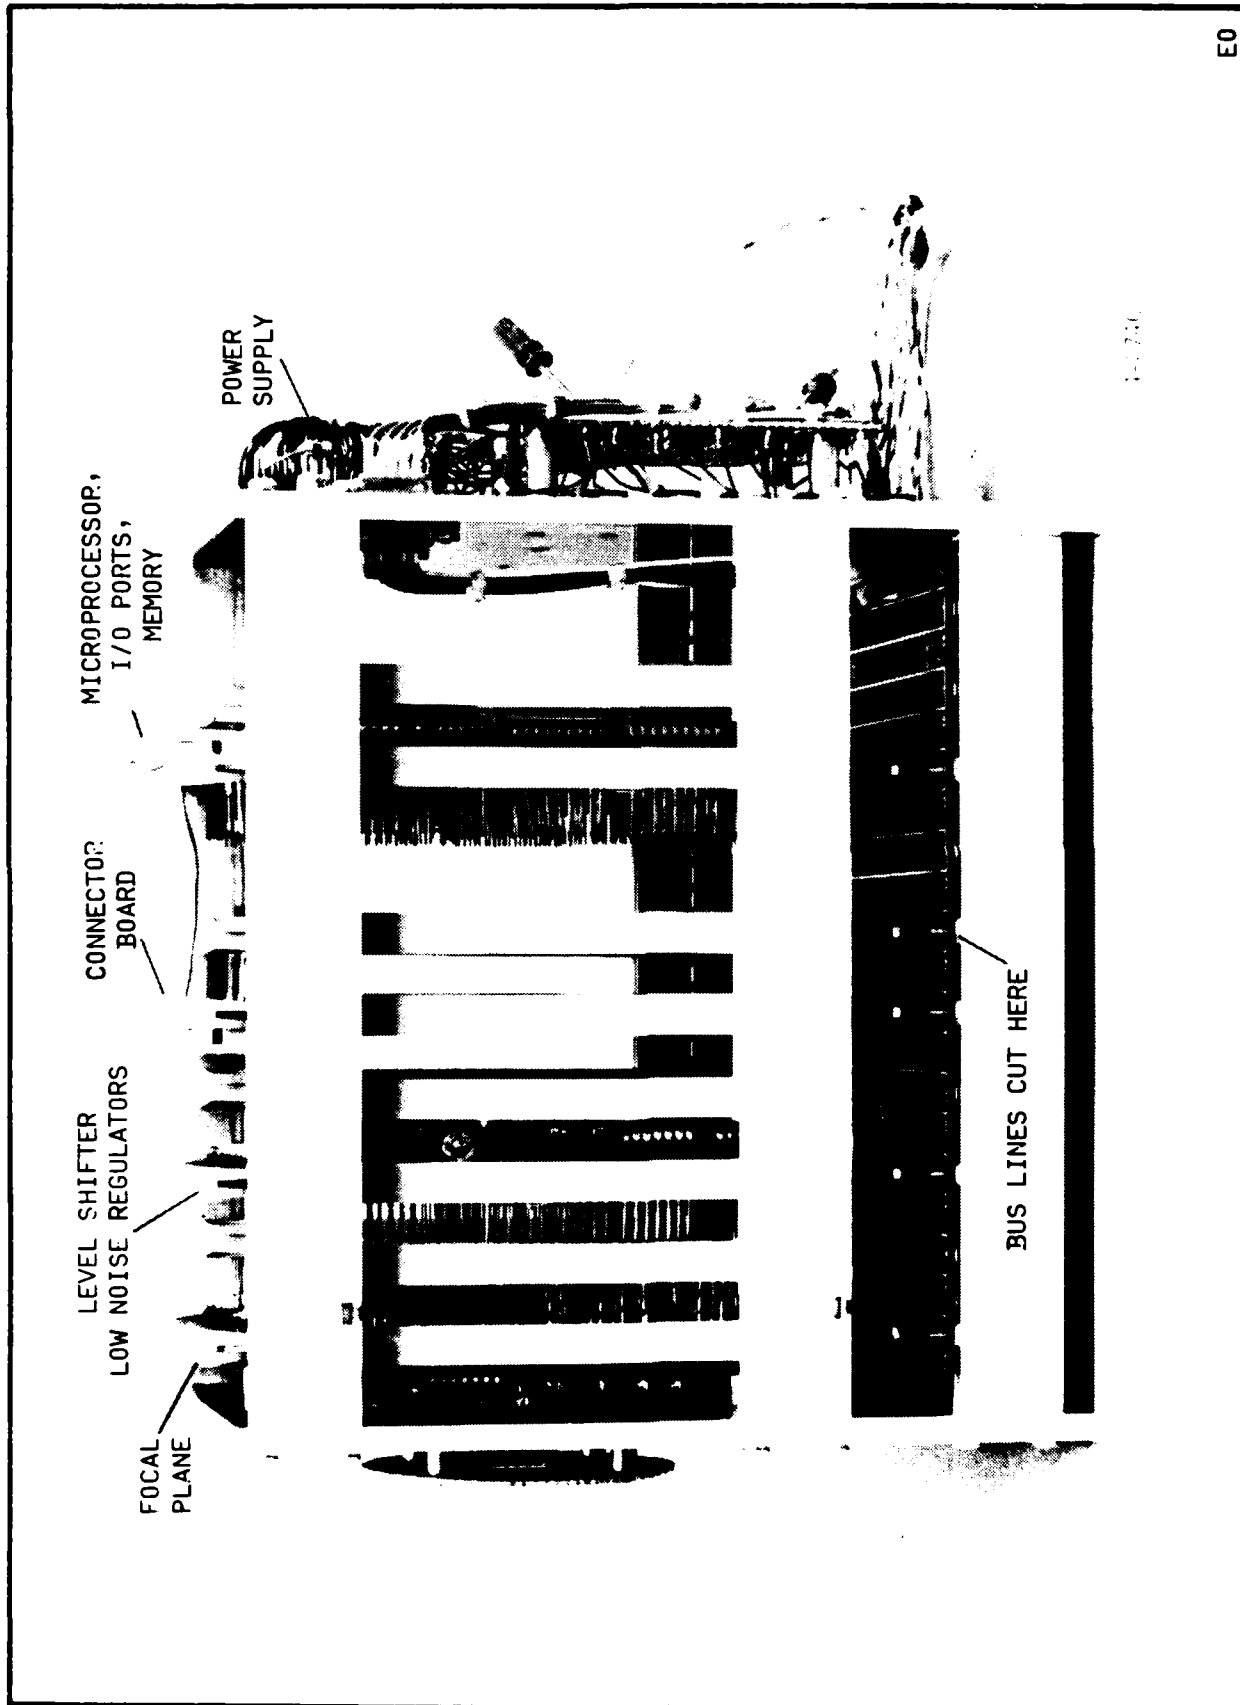 FOCAL
PLANE
LEVEL SHIFTER
LOW NOISE REGULATORS
CONNECTOR
BOARD
MICROPROCESSOR,
I/O PORTS,
MEMORY
POWER
SUPPLY
BUS LINES CUT HERE
EO